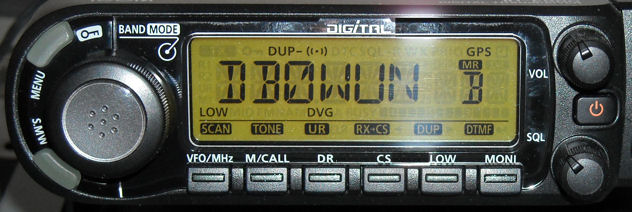 DIGITAL
BAND MODE
MENU
DUP- GPS
DB0WUN MR B
LOW DVG
SCAN TONE UR RX→CS DUP DTMF
VFO/MHz M/CALL DR CS LOW MONI
VOL
SQL